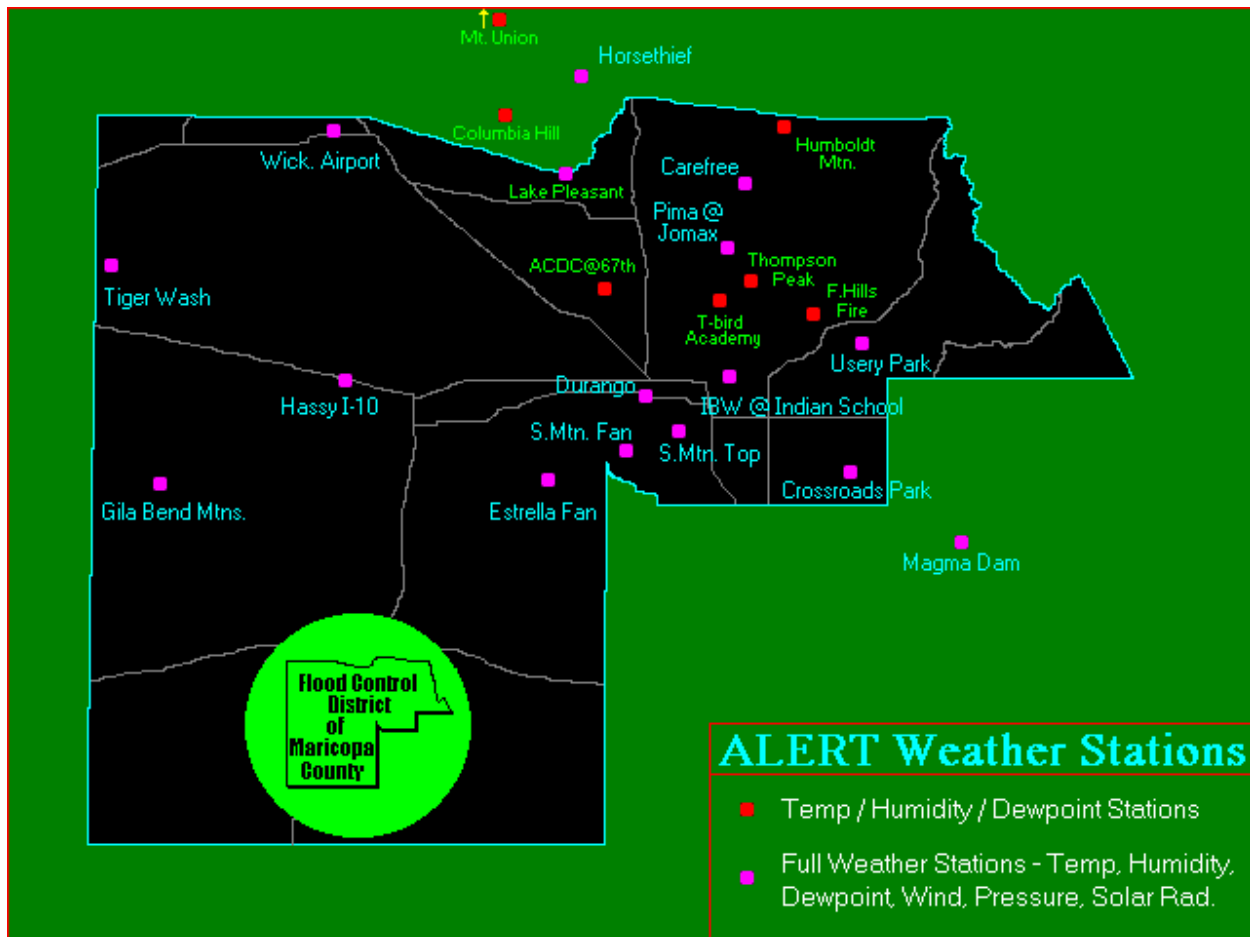 Mt. Union
Horsethief
Columbia Hill
Wick. Airport
Humboldt
Mtn.
Carefree
Lake Pleasant
Pima @
Jomax
ACDC@67th
Thompson
Peak
Tiger Wash
F.Hills
Fire
T-bird
Academy
Usery Park
Durango
Hassy I-10
IBW @ Indian School
S.Mtn. Fan
S.Mtn. Top
Crossroads Park
Gila Bend Mtns.
Estrella Fan
Magma Dam
Flood Control
District
of
Maricopa
County
ALERT Weather Stations
Temp / Humidity / Dewpoint Stations
Full Weather Stations - Temp, Humidity,
Dewpoint, Wind, Pressure, Solar Rad.